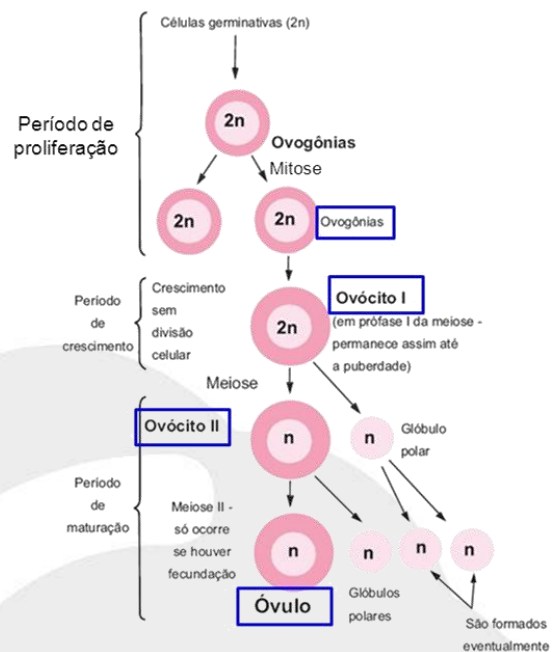 Células germinativas (2n)
Período de
proliferação
2n
Ovogônias
Mitose
2n
2n
Ovogônias
Período
de
crescimento
Crescimento
sem
divisão
celular
2n
Ovócito I
(em prófase I da meiose -
permanece assim até
a puberdade)
Meiose
Ovócito II
n
n
Glóbulo
polar
Período
de
maturação
Meiose II -
só ocorre
se houver
fecundação
n
n
n
n
Óvulo
Glóbulos
polares
São formados
eventualmente